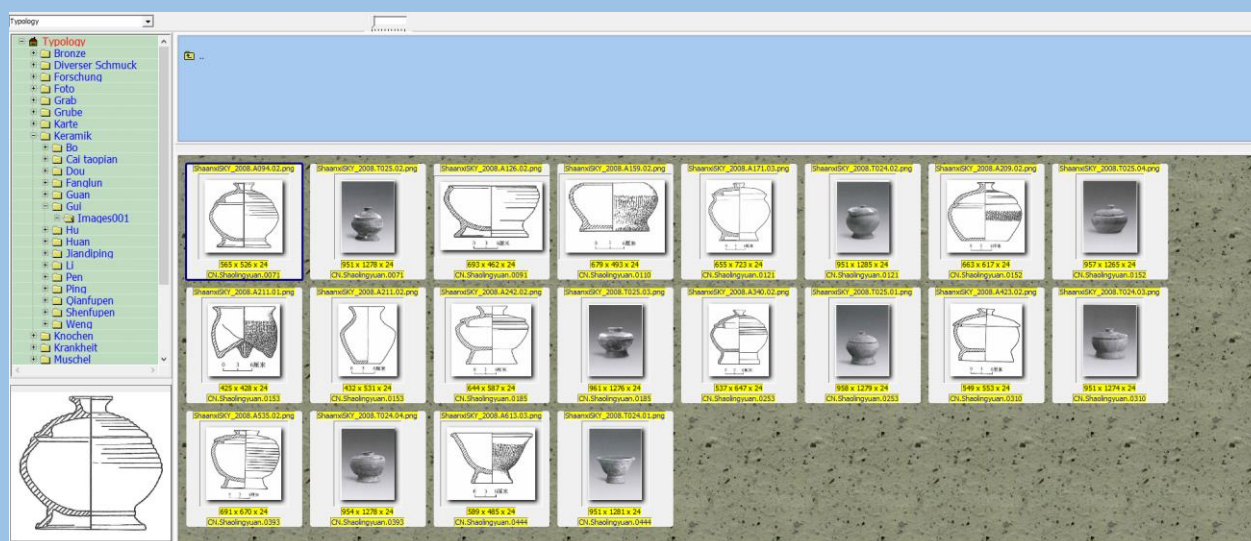 Typology
Typology
Bronze
Diverser Schmuck
Forschung
Foto
Grab
Grube
Karte
Keramik
Bo
Cai taopian
Dou
Fanglun
Guan
Gui
Images001
Hu
Huan
Jiandiping
Li
Pen
Ping
Qianfupen
Shenfupen
Weng
Knochen
Krankheit
Muschel
..
ShaanxiSKY_2008.A094.02.png
565 x 526 x 24
CN.Shaolingyuan.0071
ShaanxiSKY_2008.T025.02.png
951 x 1278 x 24
CN.Shaolingyuan.0071
ShaanxiSKY_2008.A126.02.png
693 x 462 x 24
CN.Shaolingyuan.0091
ShaanxiSKY_2008.A159.02.png
679 x 493 x 24
CN.Shaolingyuan.0110
ShaanxiSKY_2008.A171.03.png
655 x 723 x 24
CN.Shaolingyuan.0121
ShaanxiSKY_2008.T024.02.png
951 x 1285 x 24
CN.Shaolingyuan.0121
ShaanxiSKY_2008.A209.02.png
663 x 617 x 24
CN.Shaolingyuan.0152
ShaanxiSKY_2008.T025.04.png
957 x 1265 x 24
CN.Shaolingyuan.0152
ShaanxiSKY_2008.A211.01.png
425 x 428 x 24
CN.Shaolingyuan.0153
ShaanxiSKY_2008.A211.02.png
432 x 531 x 24
CN.Shaolingyuan.0153
ShaanxiSKY_2008.A242.02.png
644 x 587 x 24
CN.Shaolingyuan.0185
ShaanxiSKY_2008.T025.03.png
961 x 1276 x 24
CN.Shaolingyuan.0185
ShaanxiSKY_2008.A340.02.png
537 x 647 x 24
CN.Shaolingyuan.0253
ShaanxiSKY_2008.T025.01.png
958 x 1279 x 24
CN.Shaolingyuan.0253
ShaanxiSKY_2008.A423.02.png
549 x 553 x 24
CN.Shaolingyuan.0310
ShaanxiSKY_2008.T024.03.png
951 x 1274 x 24
CN.Shaolingyuan.0310
ShaanxiSKY_2008.A535.02.png
691 x 670 x 24
CN.Shaolingyuan.0393
ShaanxiSKY_2008.T024.04.png
954 x 1278 x 24
CN.Shaolingyuan.0393
ShaanxiSKY_2008.A613.03.png
589 x 485 x 24
CN.Shaolingyuan.0444
ShaanxiSKY_2008.T024.01.png
951 x 1281 x 24
CN.Shaolingyuan.0444